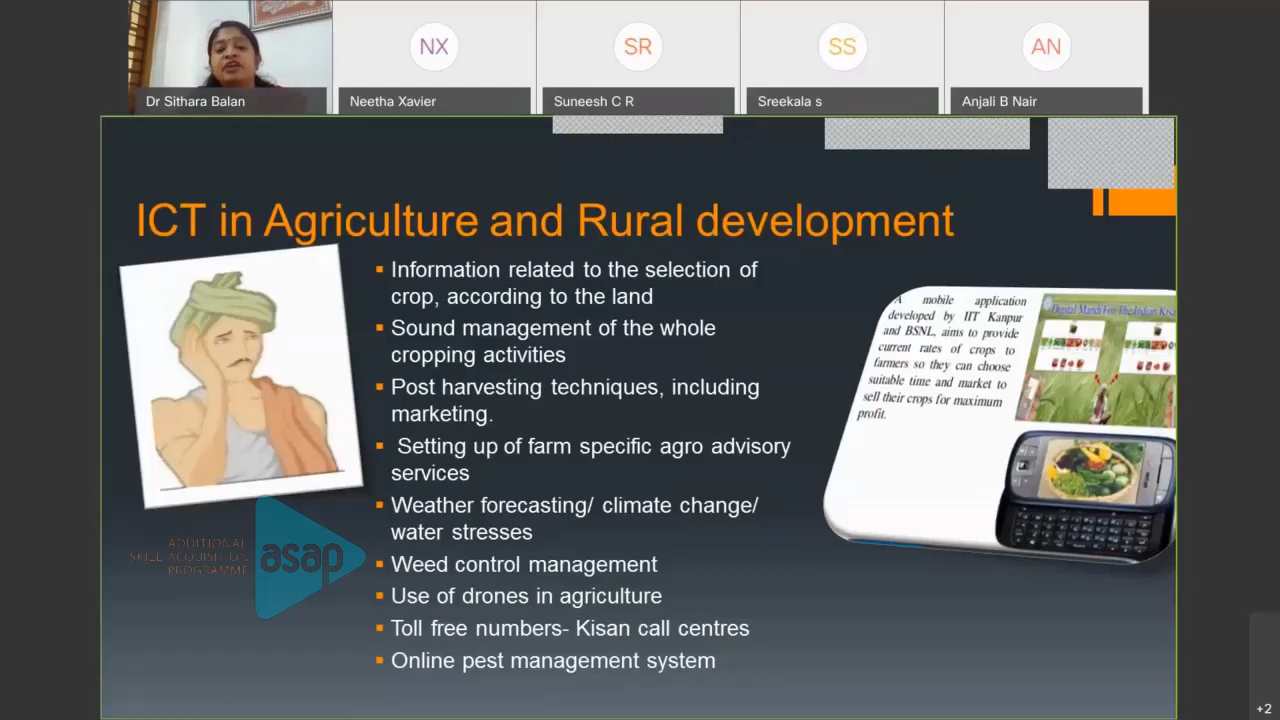 NX
SR
SS
AN
Dr Sithara Balan
Neetha Xavier
Suneesh C R
Sreekala s
Anjali B Nair
ICT in Agriculture and Rural development
Information related to the selection of
crop, according to the land
Sound management of the whole
cropping activities
Post harvesting techniques, including
marketing.
Setting up of farm specific agro advisory
services
Weather forecasting/ climate change/
water stresses
Weed control management
Use of drones in agriculture
Toll free numbers- Kisan call centres
Online pest management system
A mobile application
developed by IIT Kanpur
and BSNL, aims to provide
current rates of crops to
farmers so they can choose
suitable time and market to
sell their crops for maximum
profit.
Digital Mandi For The Indian Kisa
ADDITIONAL
SKILL ACQUISITION
PROGRAMME
asap
+2